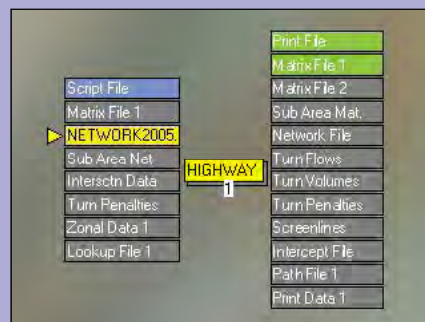 Script File
Matrix File 1
NETWORK2005.
Sub Area Net
Intersctn Data
Turn Penalties
Zonal Data 1
Lookup File 1
HIGHWAY
1
Print File
Matrix File 1
Matrix File 2
Sub Area Mat.
Network File
Turn Flows
Turn Volumes
Turn Penalties
Screenlines
Intercept File
Path File 1
Print Data 1